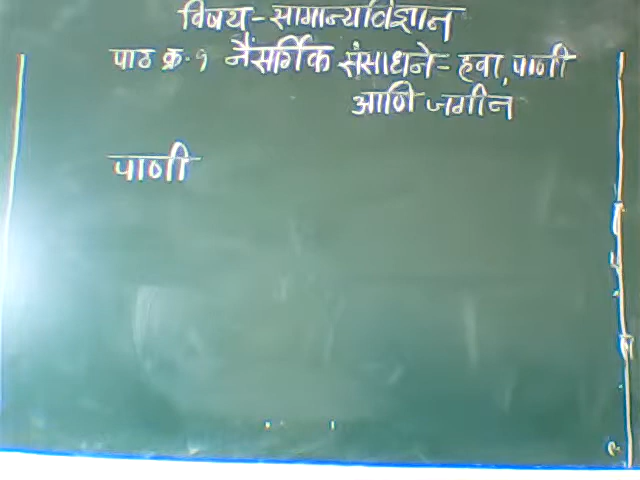 विषय - सामान्यविज्ञान
पाठ क्र. १ नैसर्गिक संसाधने - हवा, पाणी
आणि जमीन
पाणी